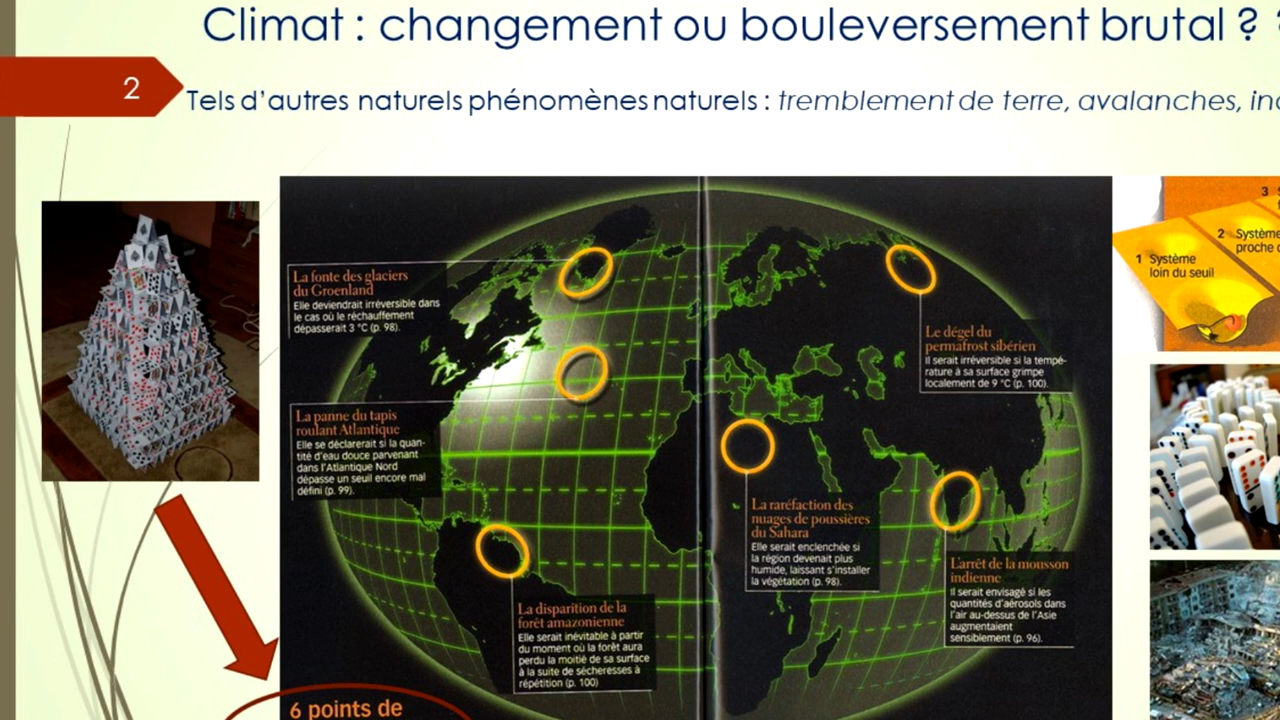 Climat : changement ou bouleversement brutal ?
2
Tels d'autres naturels phénomènes naturels : tremblement de terre, avalanches,
La fonte des glaciers
du Groenland
Elle deviendrait irréversible dans
le cas où le réchauffement
dépasserait 3 °C (p. 98).
La panne du tapis
roulant Atlantique
Elle se déclarerait si la quan-
tité d'eau douce parvenant
dans l'Atlantique Nord
dépasse un seuil encore mal
défini (p. 99).
La disparition de la
forêt amazonienne
Elle serait inévitable à partir
du moment où la forêt aura
perdu la moitié de sa surface
à la suite de sécheresses à
répétition (p. 100)
La raréfaction des
nuages de poussières
du Sahara
Elle serait enclenchée si
la région devenait plus
humide, laissant s'installer
la végétation (p. 98).
Le dégel du
permafrost sibérien
Il serait irréversible si la tempé-
rature à sa surface grimpe
localement de 9 °C (p. 100).
L'arrêt de la mousson
indienne
Il serait envisagé si les
quantités d'aérosols dans
l'air au-dessus de l'Asie
augmentaient
sensiblement (p. 96).
6 points de
1 Système
loin du seuil
2 Système
proche
3